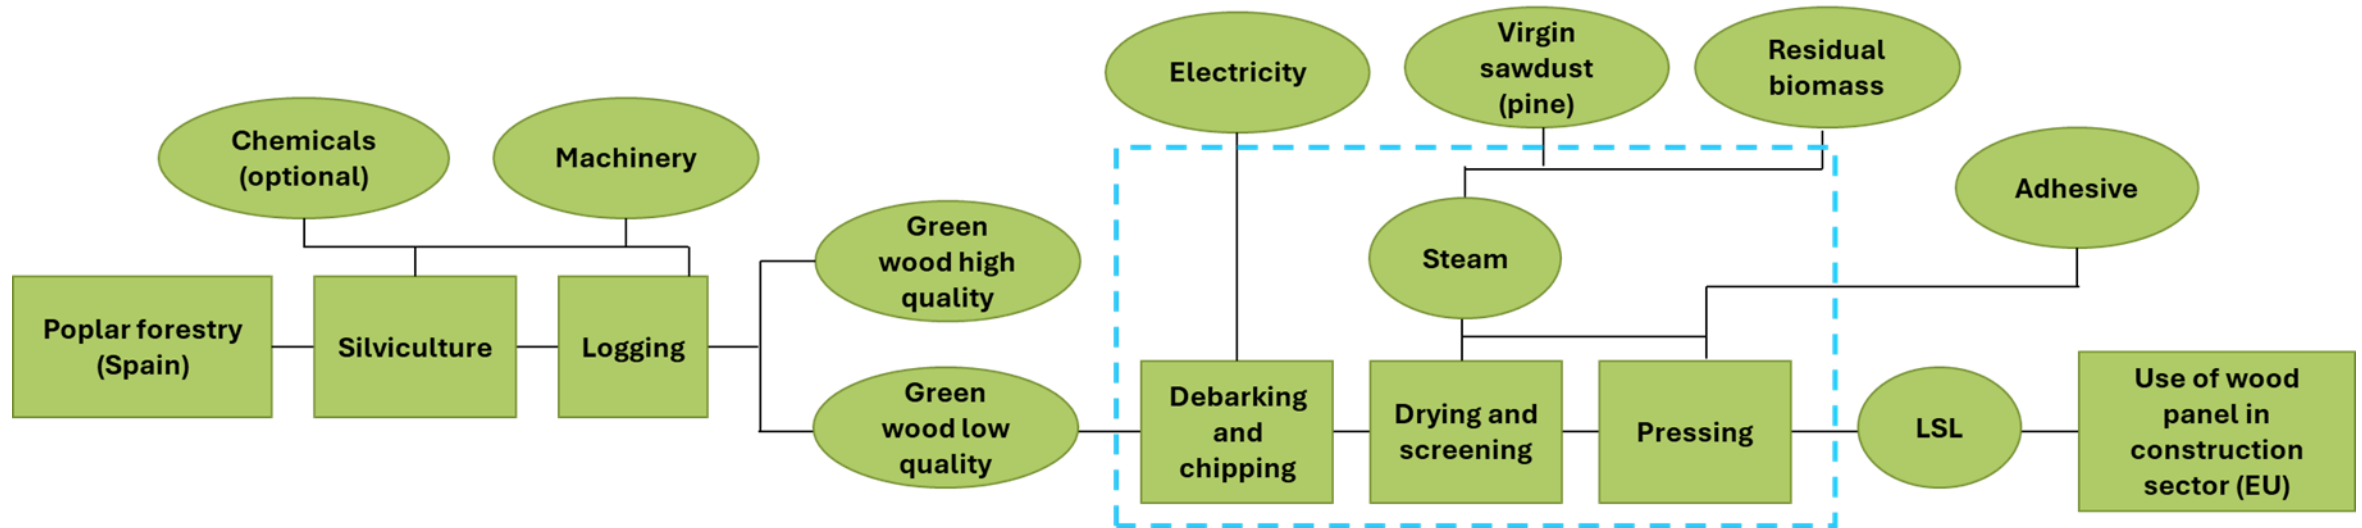 Chemicals
(optional)
Machinery
Electricity
Virgin
sawdust
(pine)
Residual
biomass
Adhesive
Poplar forestry
(Spain)
Silviculture
Logging
Green
wood high
quality
Green
wood low
quality
Steam
Debarking
and
chipping
Drying and
screening
Pressing
LSL
Use of wood
panel in
construction
sector (EU)